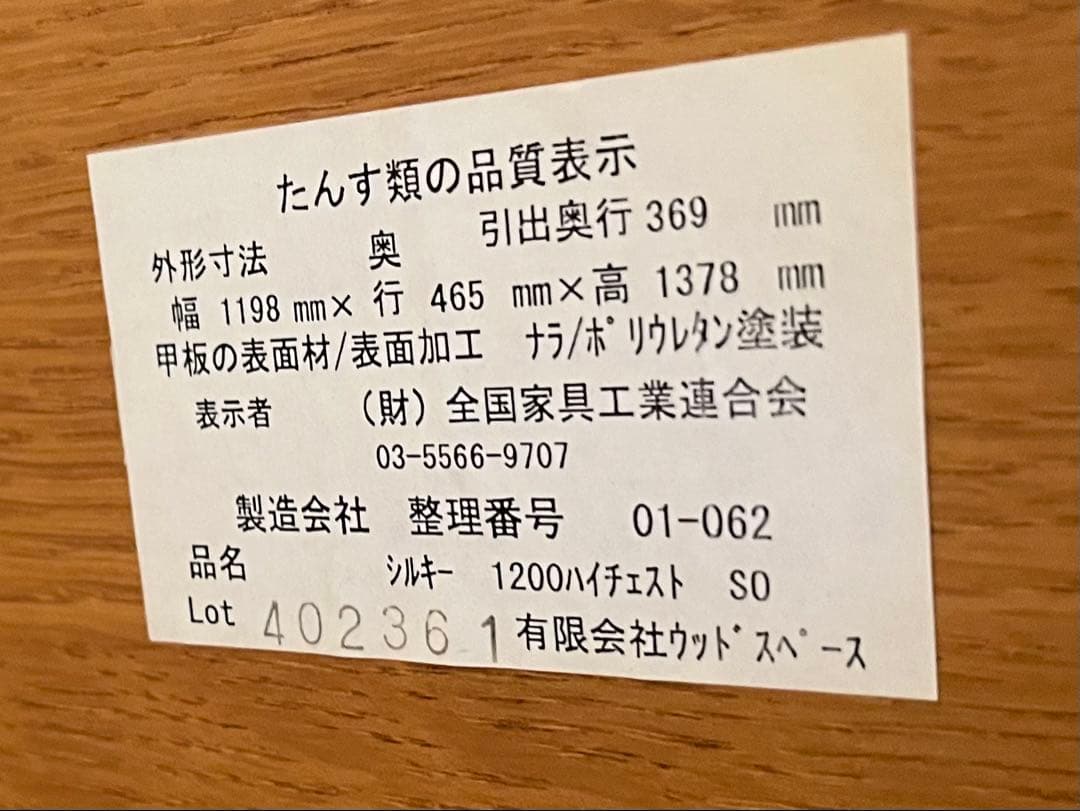 たんす類の品質表示
外形寸法 奥 引出奥行 369 mm
幅 1198 mm× 行 465 mm×高 1378 mm
甲板の表面材/表面加工 ﾅﾗ/ﾎﾟﾘｳﾚﾀﾝ塗装
表示者 （財）全国家具工業連合会
03-5566-9707
製造会社 整理番号 01-062
品名 ｼﾙｷｰ 1200ﾊｲﾁｪｽﾄ SO
Lot 402361 有限会社ｳｯﾄﾞｽﾍﾟｰｽ